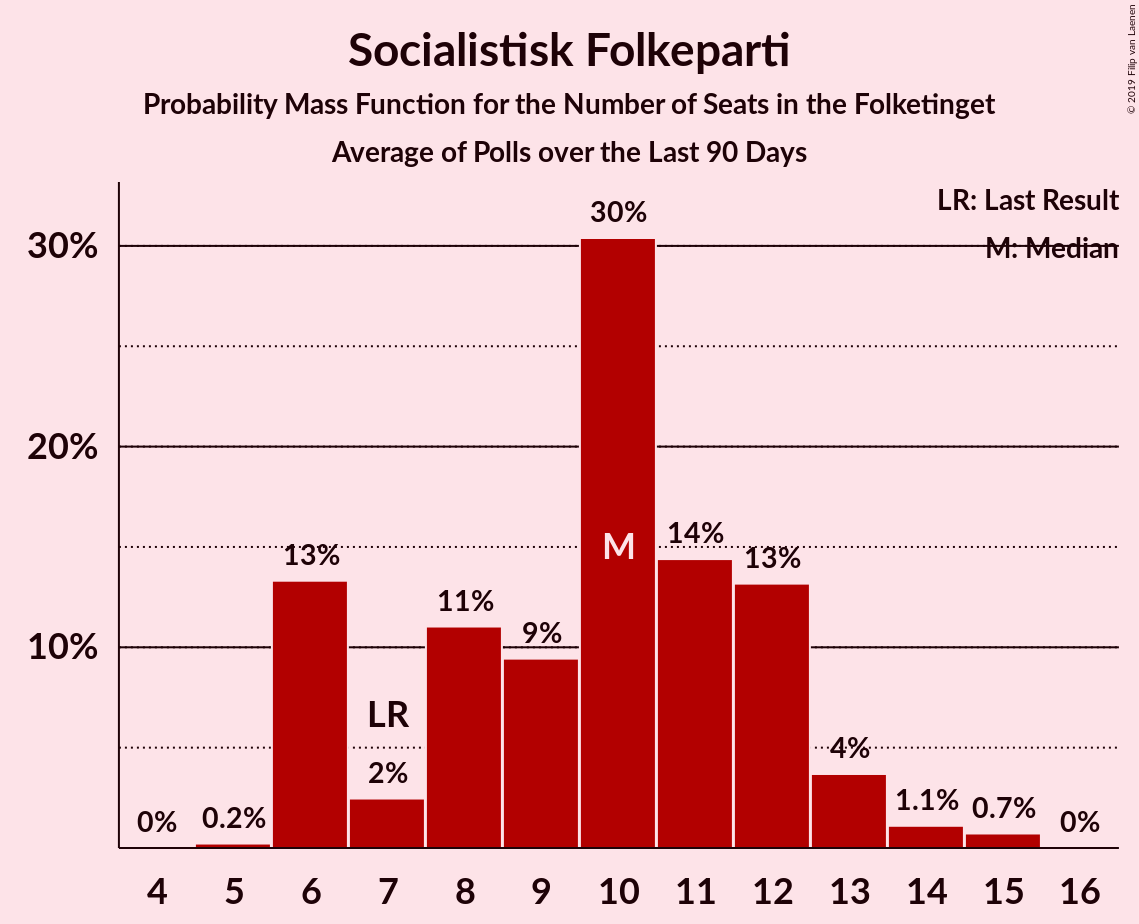 Socialistisk Folkeparti
Probability Mass Function for the Number of Seats in the Folketinget
Average of Polls over the Last 90 Days
© 2019 Filip van Laenen
LR: Last Result
M: Median
30%
20%
10%
0%
0.2%
13%
LR
2%
11%
9%
30%
M
14%
13%
4%
1.1%
0.7%
0%
4 5 6 7 8 9 10 11 12 13 14 15 16